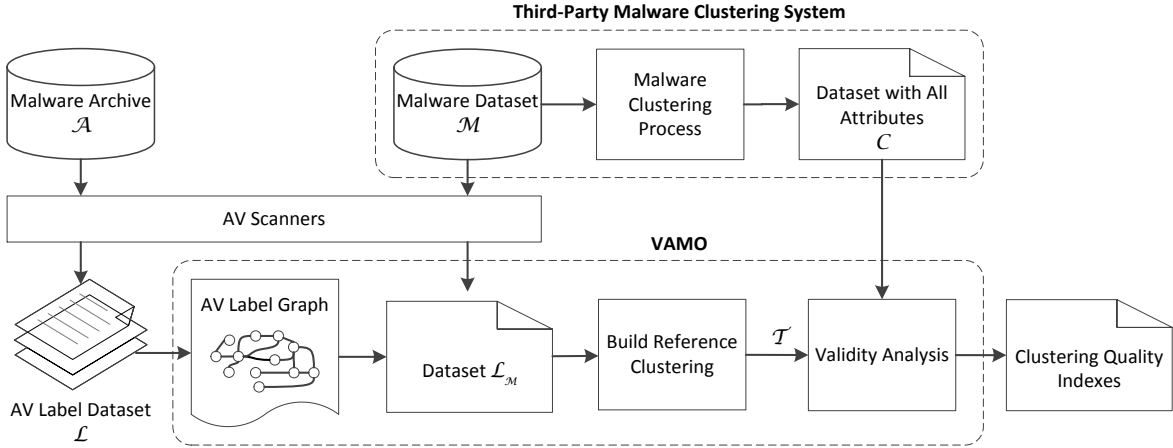 Third-Party Malware Clustering System
Malware Archive
𝒜
Malware Dataset
ℳ
Malware
Clustering
Process
Dataset with All
Attributes
C
AV Scanners
VAMO
AV Label Dataset
ℒ
AV Label Graph
Dataset ℒ_ℳ
Build Reference
Clustering
𝒯
Validity Analysis
Clustering Quality
Indexes